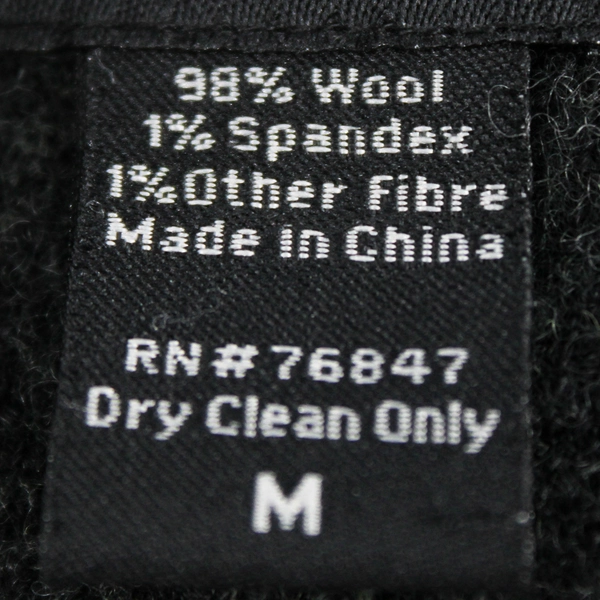 98% Wool
1% Spandex
1% Other Fibre
Made in China
RN#76847
Dry Clean Only
M